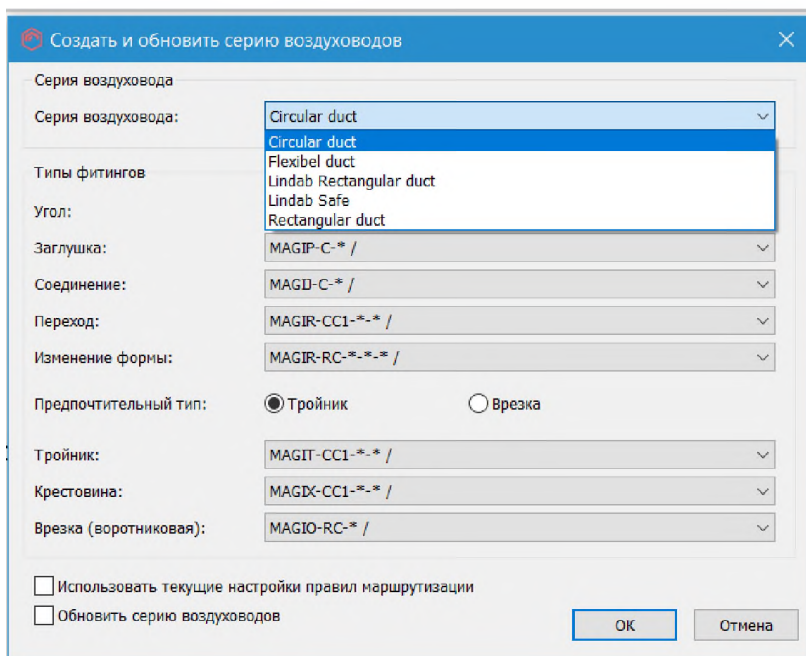 Создать и обновить серию воздуховодов
Серия воздуховода
Серия воздуховода: Circular duct
Circular duct
Flexibel duct
Lindab Rectangular duct
Lindab Safe
Rectangular duct
Типы фитингов
Угол:
Заглушка: MAGIP-C-* /
Соединение: MAGIJ-C-* /
Переход: MAGIR-CC1-*-* /
Изменение формы: MAGIR-RC-*-*-* /
Предпочтительный тип: Тройник Врезка
Тройник: MAGIT-CC1-*-* /
Крестовина: MAGIX-CC1-*-* /
Врезка (воротниковая): MAGIO-RC-* /
Использовать текущие настройки правил маршрутизации
Обновить серию воздуховодов
ОК Отмена